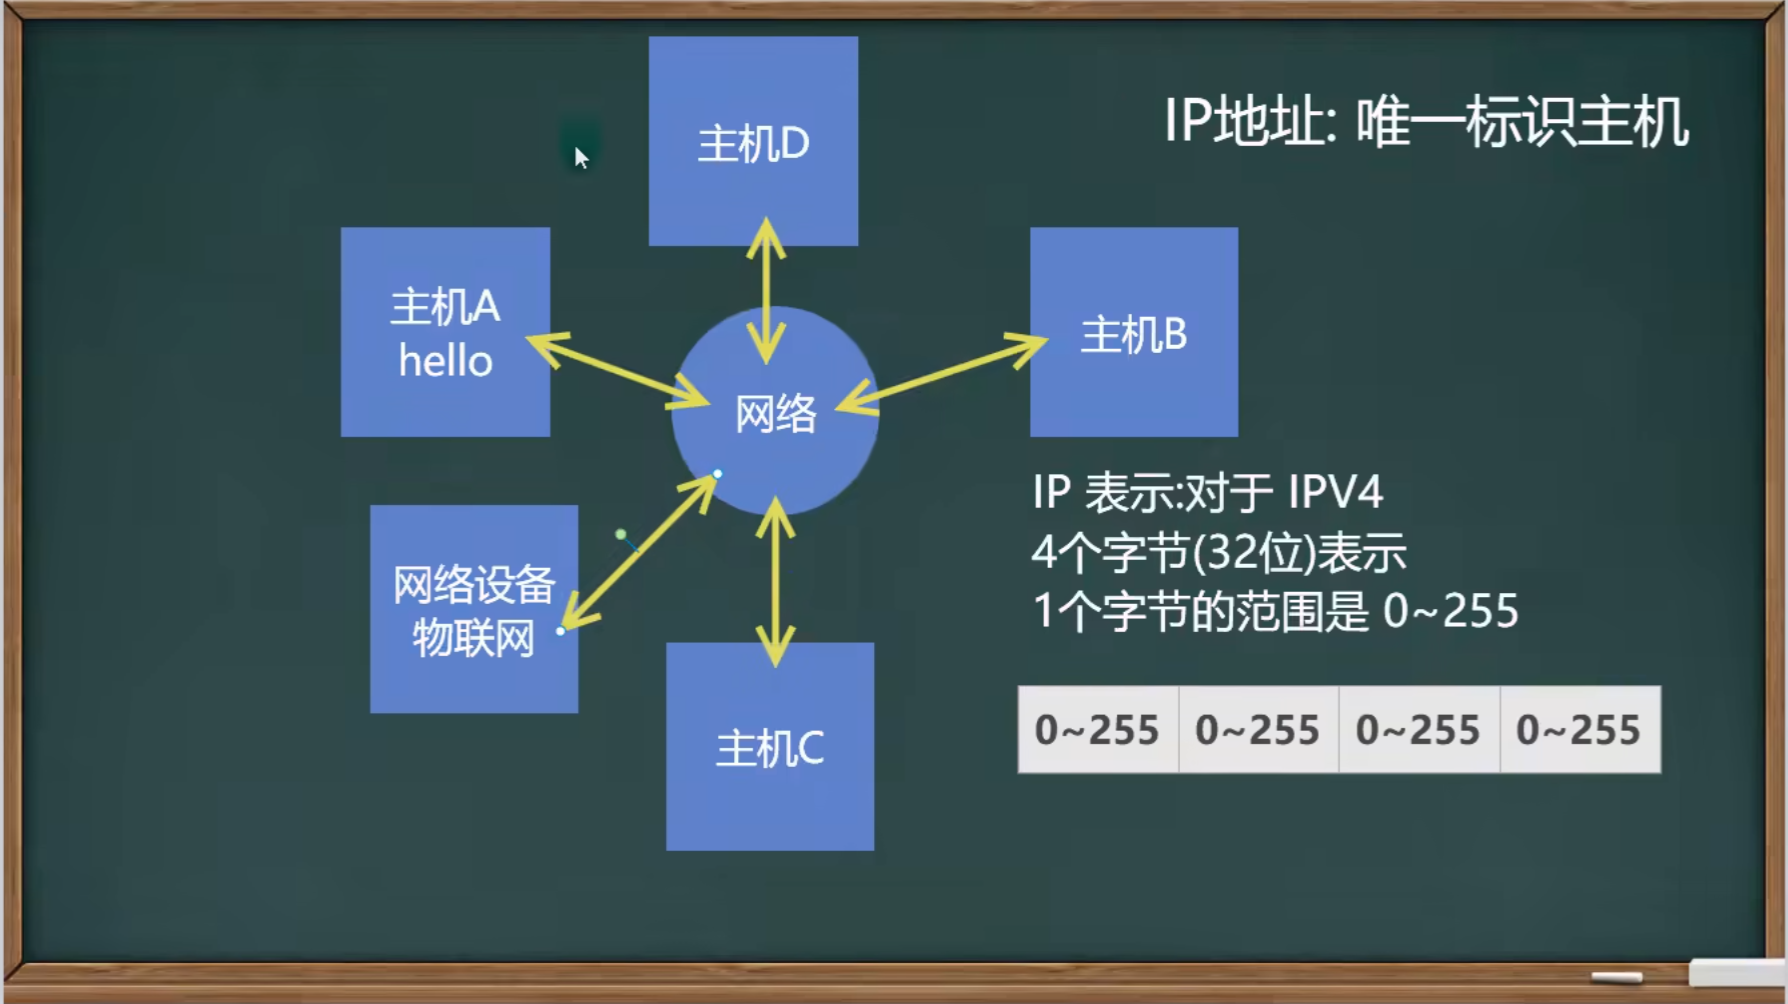 主机D
IP地址: 唯一标识主机
主机A
hello
主机B
网络
IP 表示:对于 IPV4
4个字节(32位)表示
1个字节的范围是 0~255
网络设备
物联网
主机C
0~255 0~255 0~255 0~255